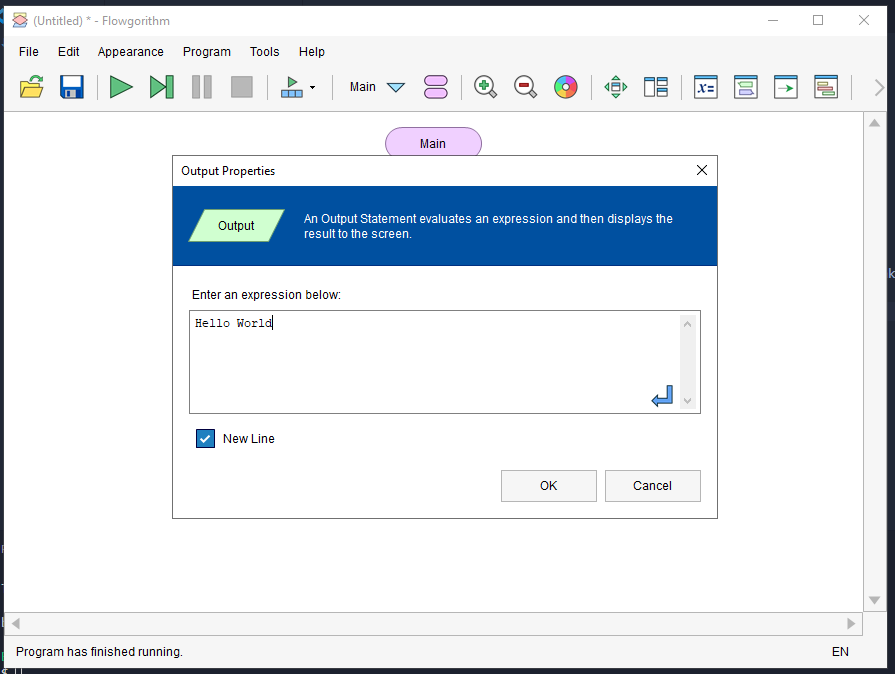 (Untitled) * - Flowgorithm
File Edit Appearance Program Tools Help
Main
x=
Main
Output Properties
Output
An Output Statement evaluates an expression and then displays the
result to the screen.
Enter an expression below:
Hello World
New Line
OK Cancel
Program has finished running. EN